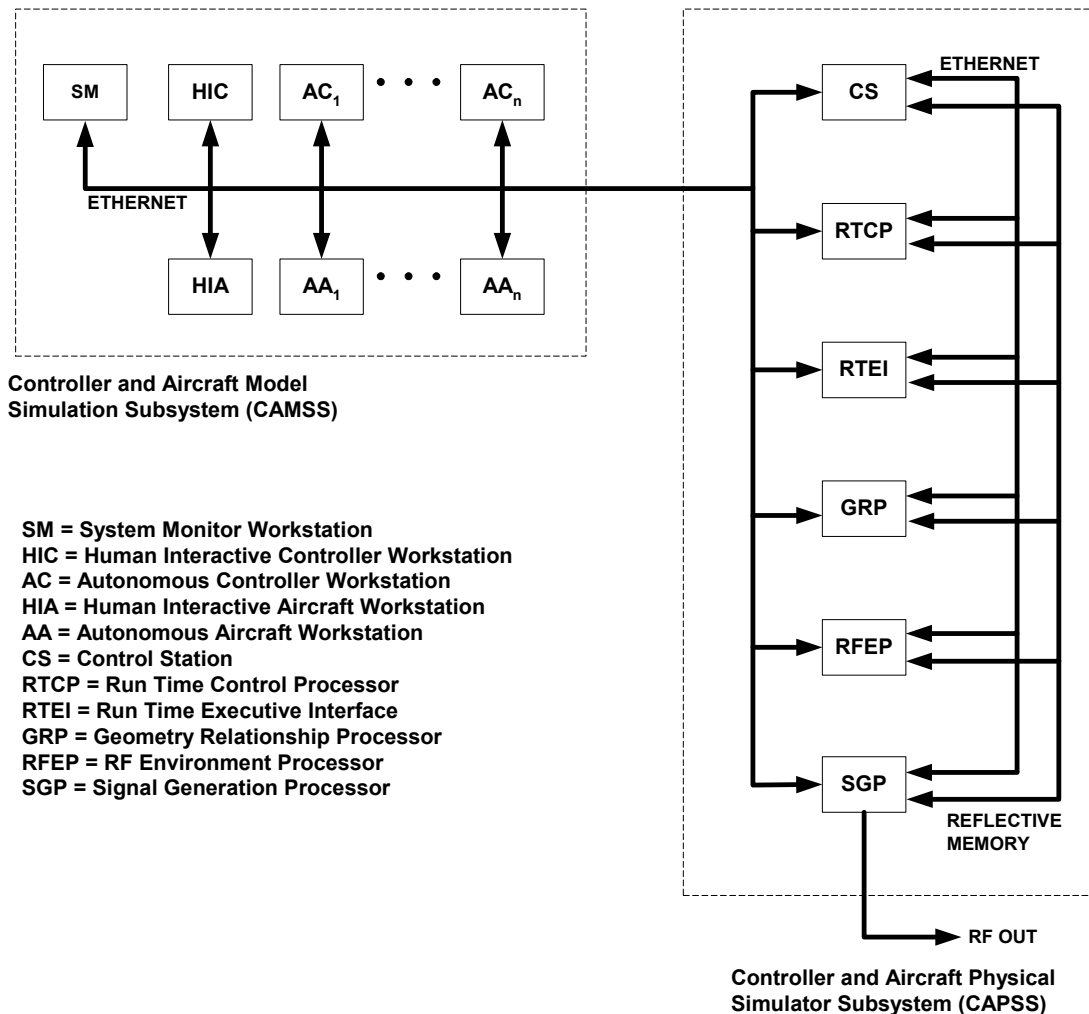 SM
HIC
AC1
• • •
ACn
ETHERNET
HIA
AA1
• • •
AAn
Controller and Aircraft Model
Simulation Subsystem (CAMSS)
SM = System Monitor Workstation
HIC = Human Interactive Controller Workstation
AC = Autonomous Controller Workstation
HIA = Human Interactive Aircraft Workstation
AA = Autonomous Aircraft Workstation
CS = Control Station
RTCP = Run Time Control Processor
RTEI = Run Time Executive Interface
GRP = Geometry Relationship Processor
RFEP = RF Environment Processor
SGP = Signal Generation Processor
ETHERNET
CS
RTCP
RTEI
GRP
RFEP
SGP
REFLECTIVE
MEMORY
RF OUT
Controller and Aircraft Physical
Simulator Subsystem (CAPSS)